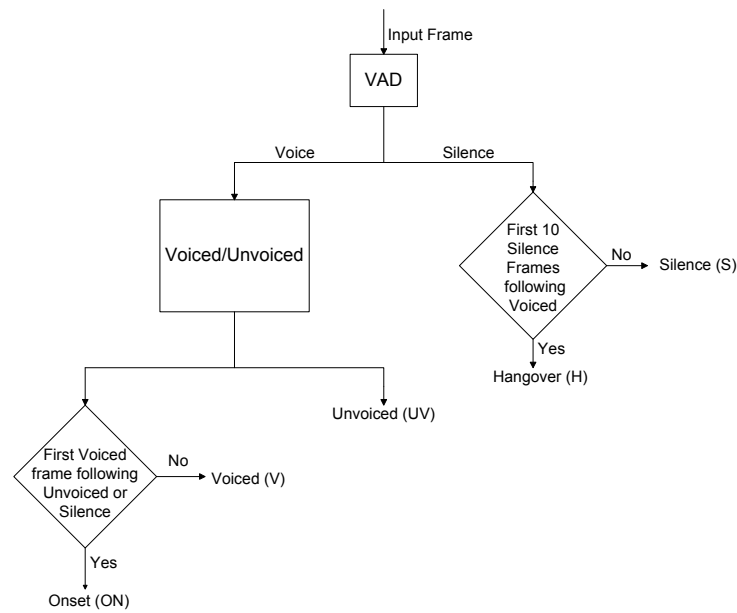 Input Frame
VAD
Voice
Silence
Voiced/Unvoiced
First 10
Silence
Frames
following
Voiced
No
Silence (S)
Yes
Hangover (H)
Unvoiced (UV)
First Voiced
frame following
Unvoiced or
Silence
No
Voiced (V)
Yes
Onset (ON)